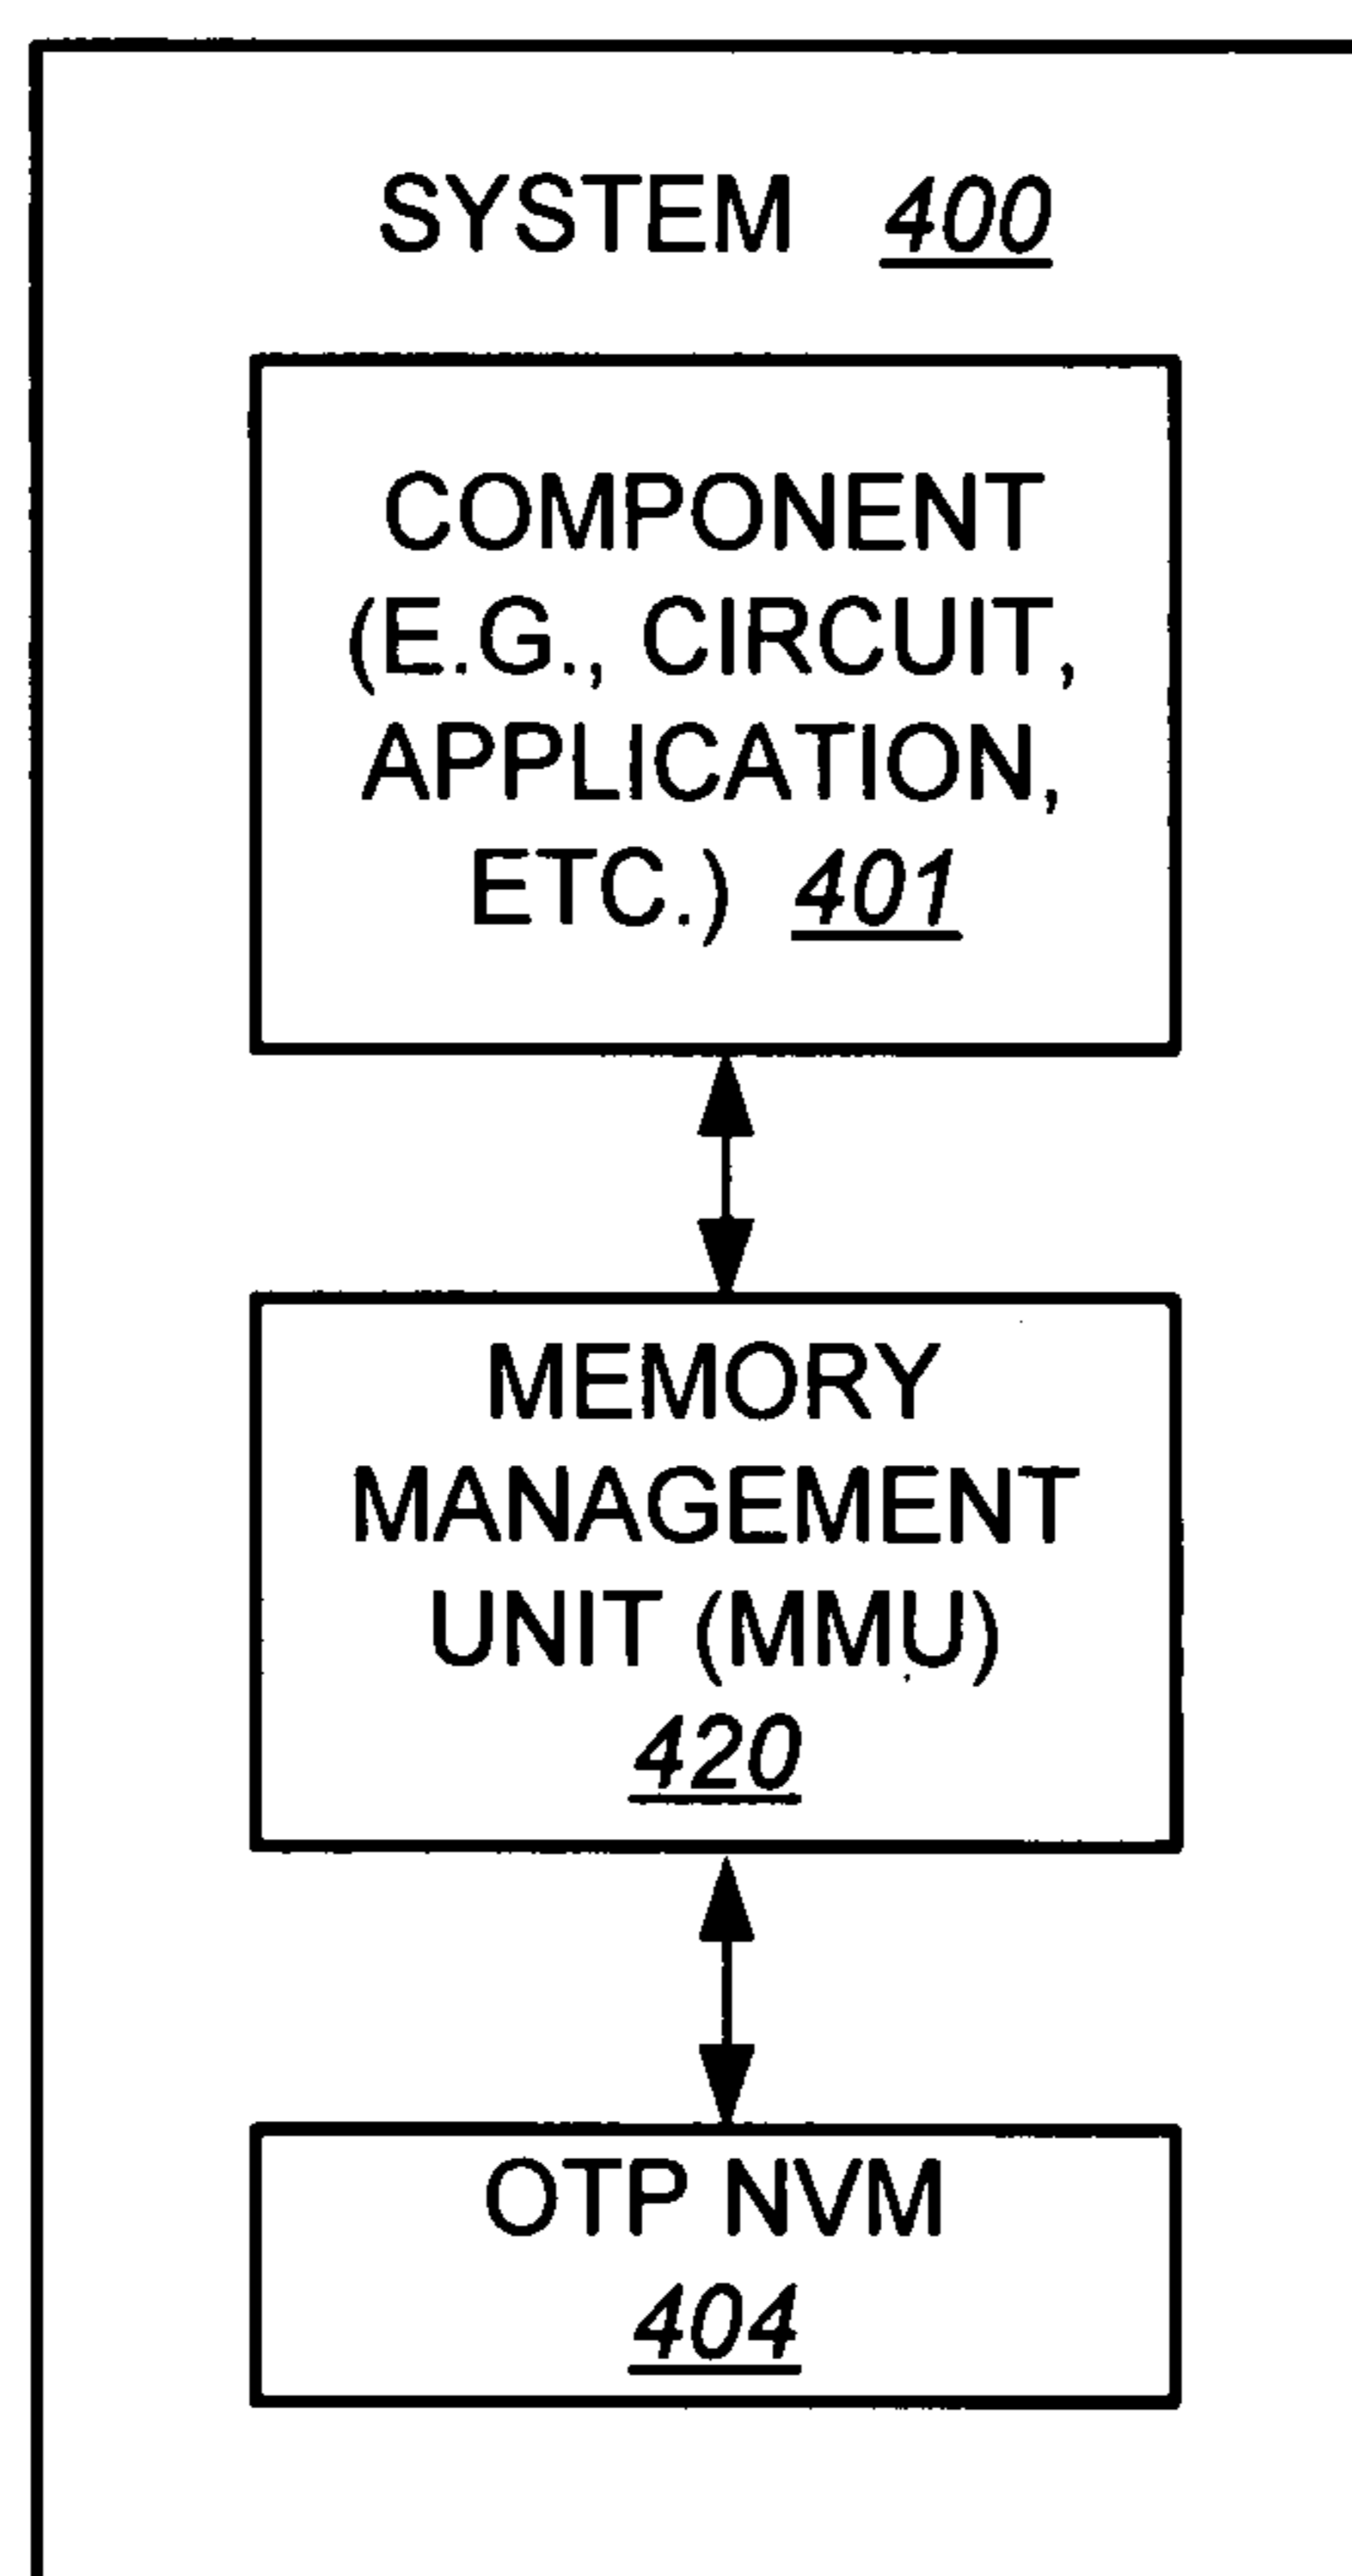 SYSTEM 400
COMPONENT
(E.G., CIRCUIT,
APPLICATION,
ETC.) 401
MEMORY
MANAGEMENT
UNIT (MMU)
420
OTP NVM
404